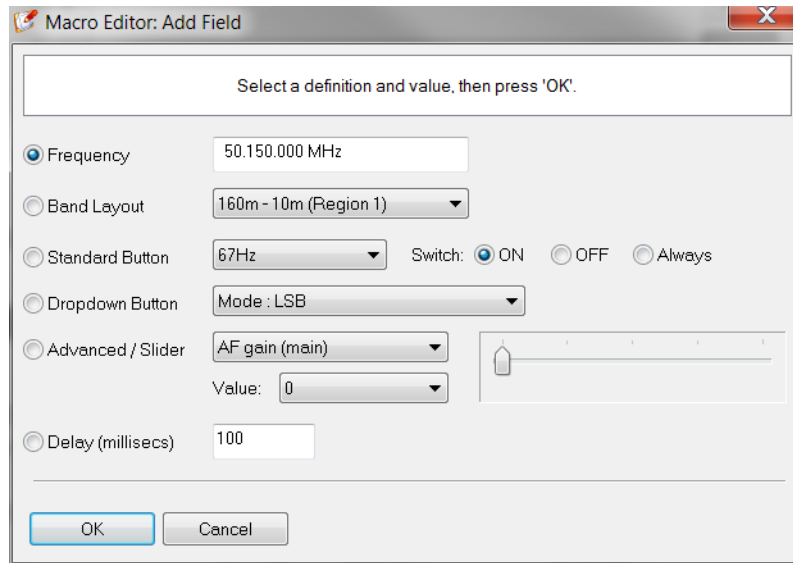 Macro Editor: Add Field
Select a definition and value, then press 'OK'.
Frequency 50.150.000 MHz
Band Layout 160m - 10m (Region 1)
Standard Button 67Hz Switch: ON OFF Always
Dropdown Button Mode : LSB
Advanced / Slider AF gain (main)
Value: 0
Delay (millisecs) 100
OK Cancel